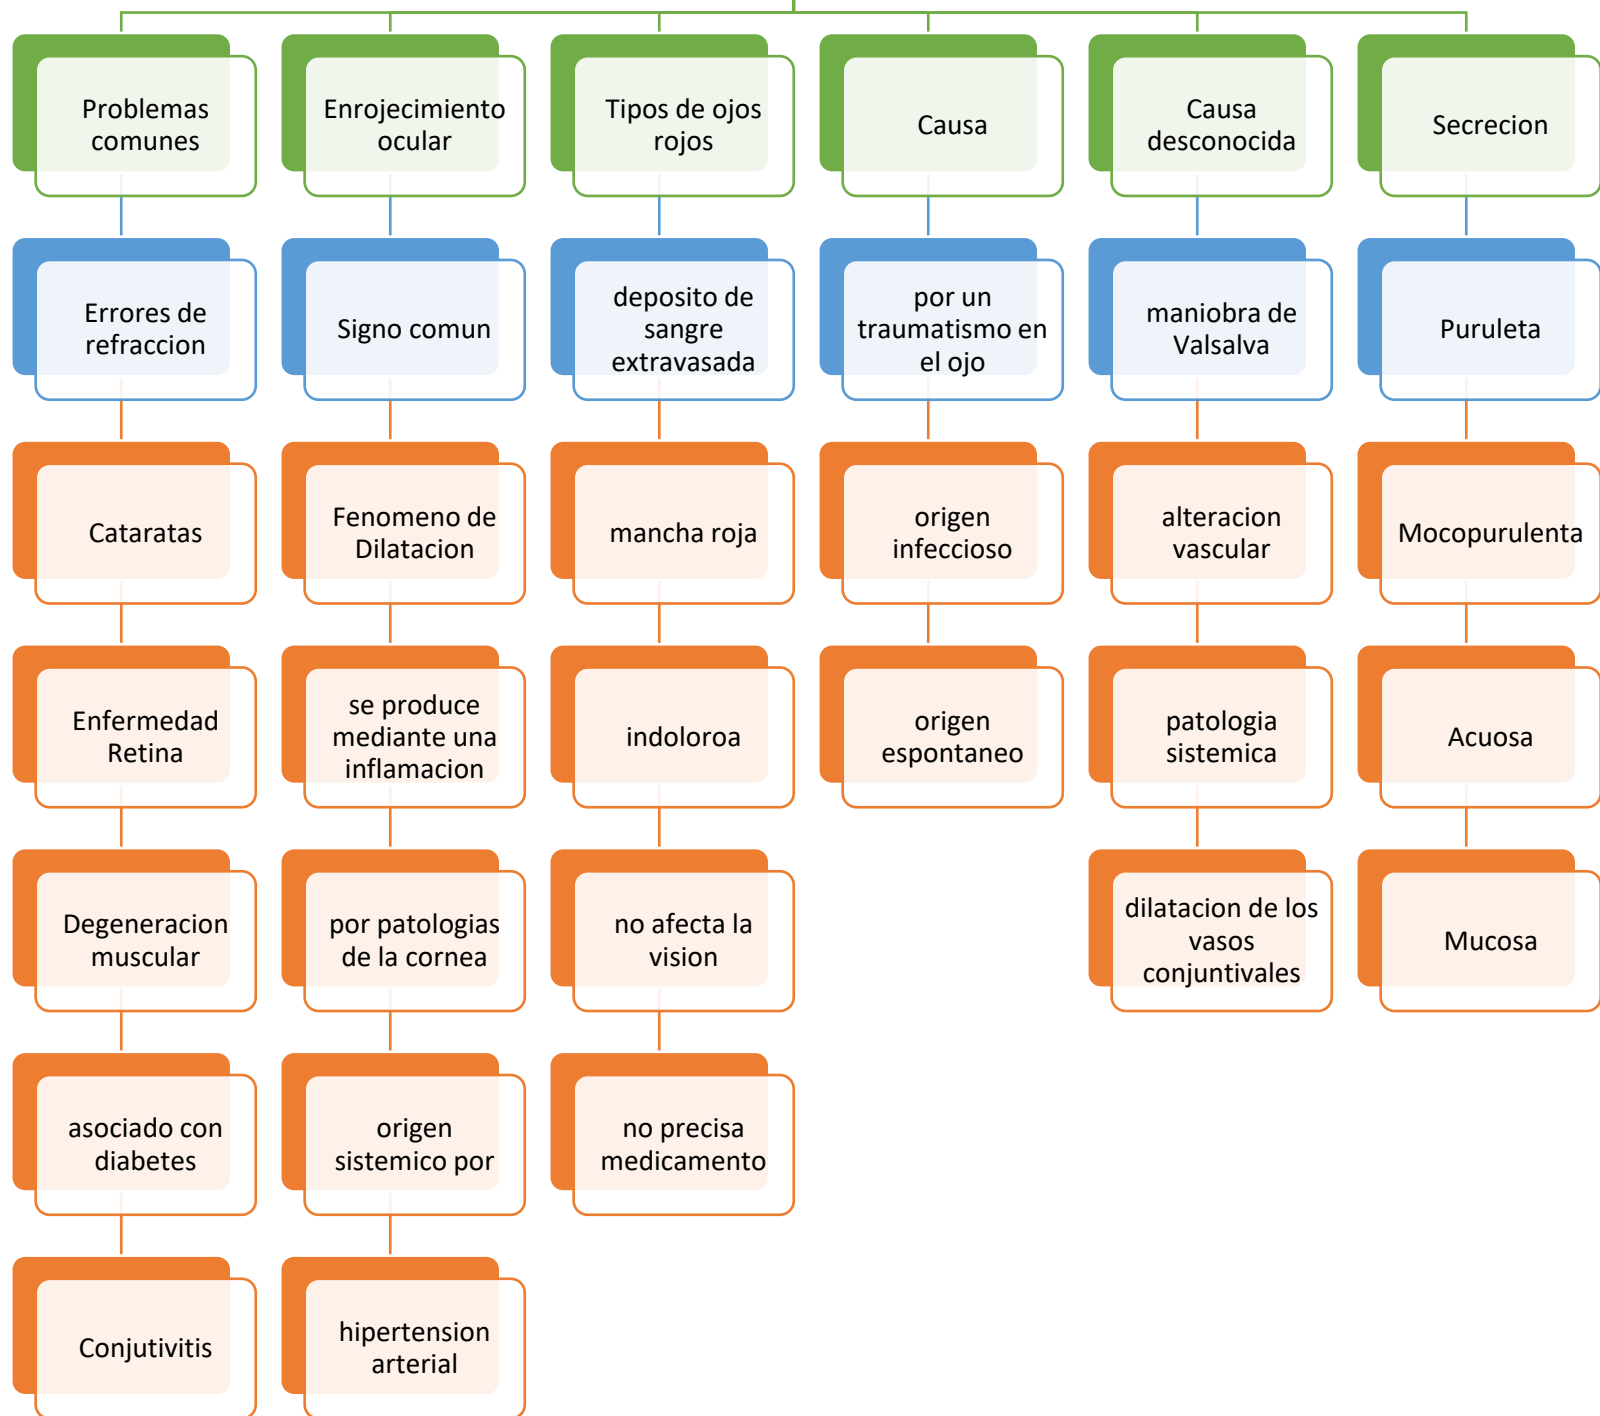 Problemas
comunes
Enrojecimiento
ocular
Tipos de ojos
rojos
Causa
Causa
desconocida
Secrecion
Errores de
refraccion
Signo comun
deposito de
sangre
extravasada
por un
traumatismo en
el ojo
maniobra de
Valsalva
Puruleta
Cataratas
Fenomeno de
Dilatacion
mancha roja
origen
infeccioso
alteracion
vascular
Mocopurulenta
Enfermedad
Retina
se produce
mediante una
inflamacion
indoloroa
origen
espontaneo
patologia
sistemica
Acuosa
Degeneracion
muscular
por patologias
de la cornea
no afecta la
vision
dilatacion de los
vasos
conjuntivales
Mucosa
asociado con
diabetes
origen
sistemico por
no precisa
medicamento
Conjutivitis
hipertension
arterial